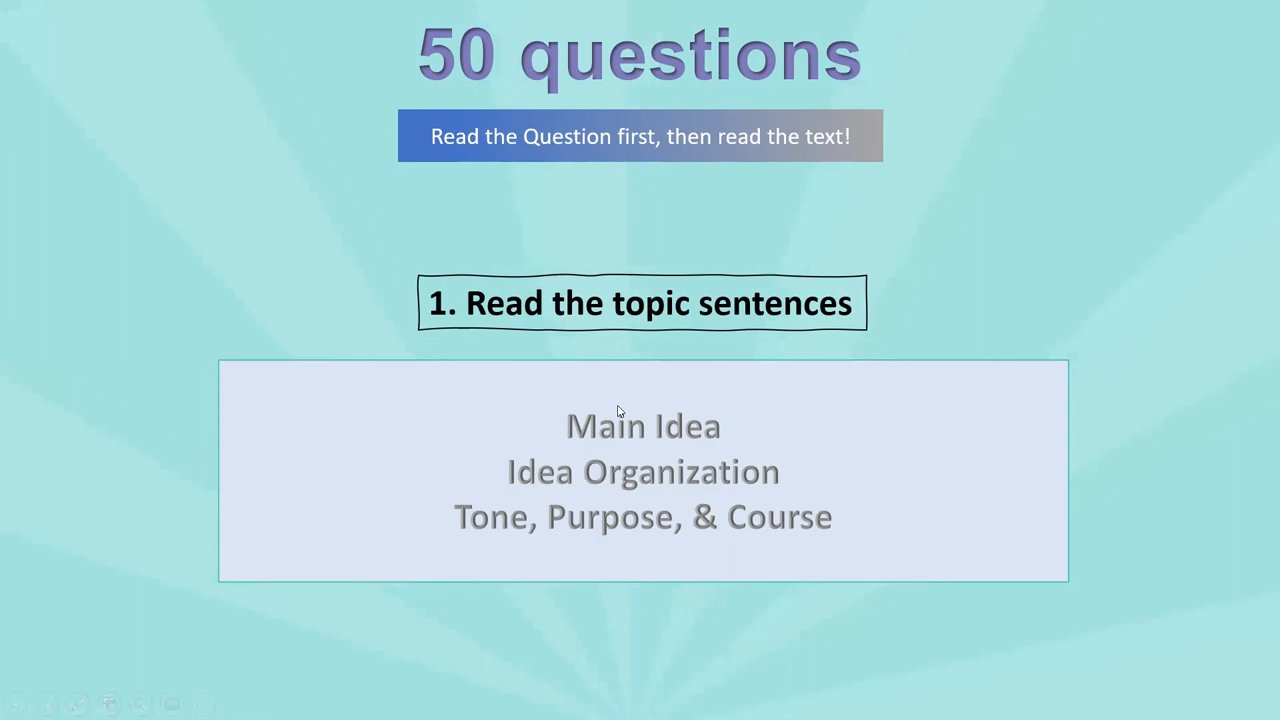 50 questions
Read the Question first, then read the text!
1. Read the topic sentences
Main Idea
Idea Organization
Tone, Purpose, & Course